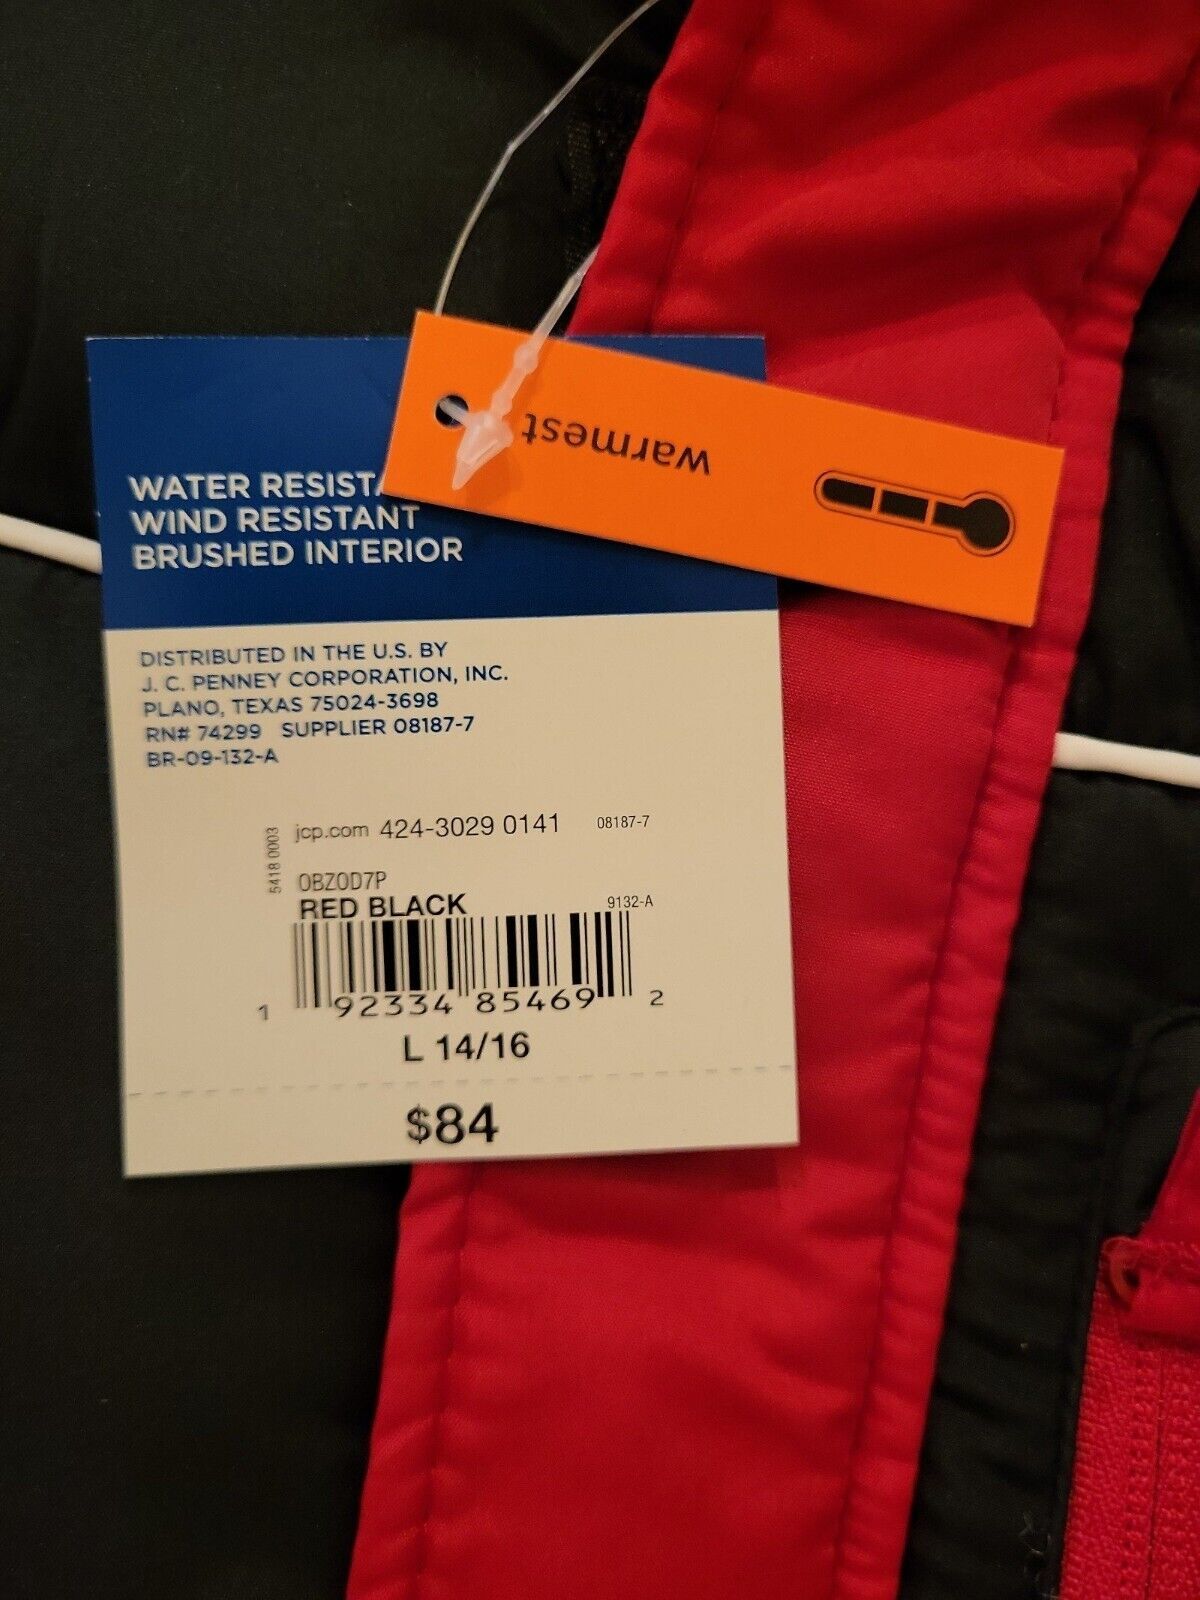 warmest
WATER RESISTA
WIND RESISTANT
BRUSHED INTERIOR
DISTRIBUTED IN THE U.S. BY
J. C. PENNEY CORPORATION, INC.
PLANO, TEXAS 75024-3698
RN# 74299 SUPPLIER 08187-7
BR-09-132-A
5418 0003
jcp.com 424-3029 0141 08187-7
0BZ0D7P
RED BLACK 9132-A
1 92334 85469 2
L 14/16
$84